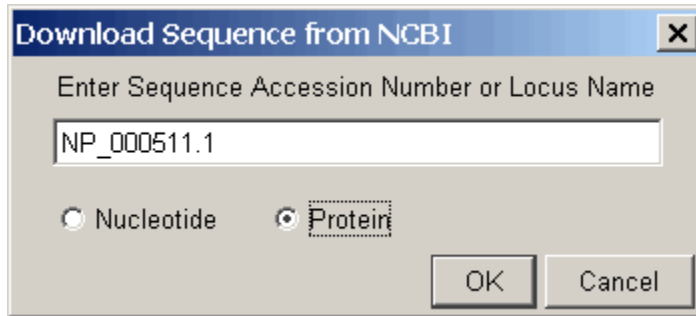 Download Sequence from NCBI
Enter Sequence Accession Number or Locus Name
NP_000511.1
Nucleotide Protein
OK Cancel